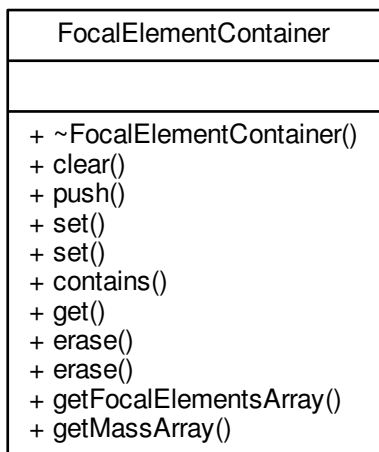 FocalElementContainer
+ ~FocalElementContainer()
+ clear()
+ push()
+ set()
+ set()
+ contains()
+ get()
+ erase()
+ erase()
+ getFocalElementsArray()
+ getMassArray()